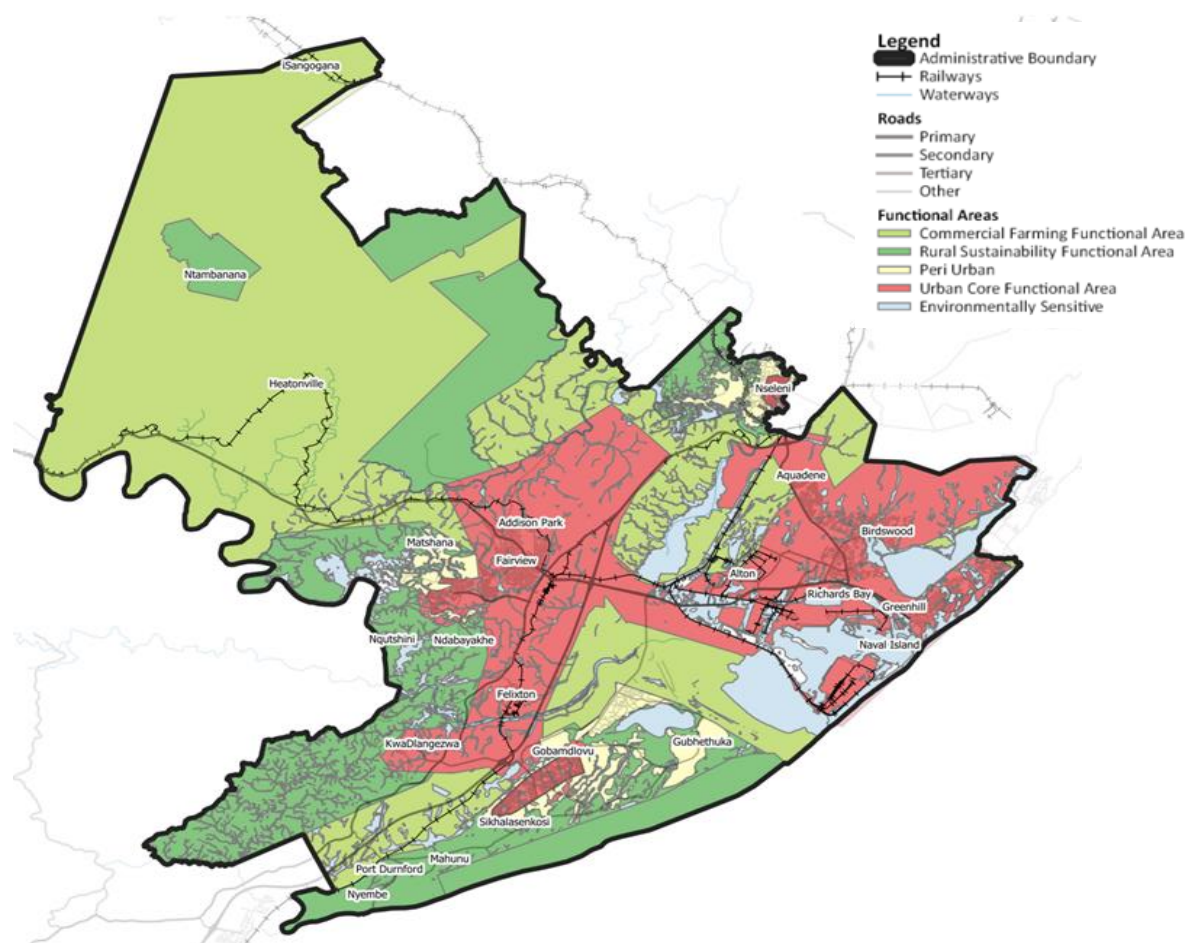 Legend
Administrative Boundary
Railways
Waterways
Roads
Primary
Secondary
Tertiary
Other
Functional Areas
Commercial Farming Functional Area
Rural Sustainability Functional Area
Peri Urban
Urban Core Functional Area
Environmentally Sensitive
iSangogana
Ntambanana
Heatonville
Nseleni
Aquadene
Addison Park
Birdswood
Matshana
Fairview
Alton
Richards Bay
Greenhill
Nqutshini
Ndabayakhe
Naval Island
Felixton
KwaDlangezwa
Gobamdlovu
Gubhethuka
Sikhalasenkosi
Mahunu
Port Durnford
Nyembe